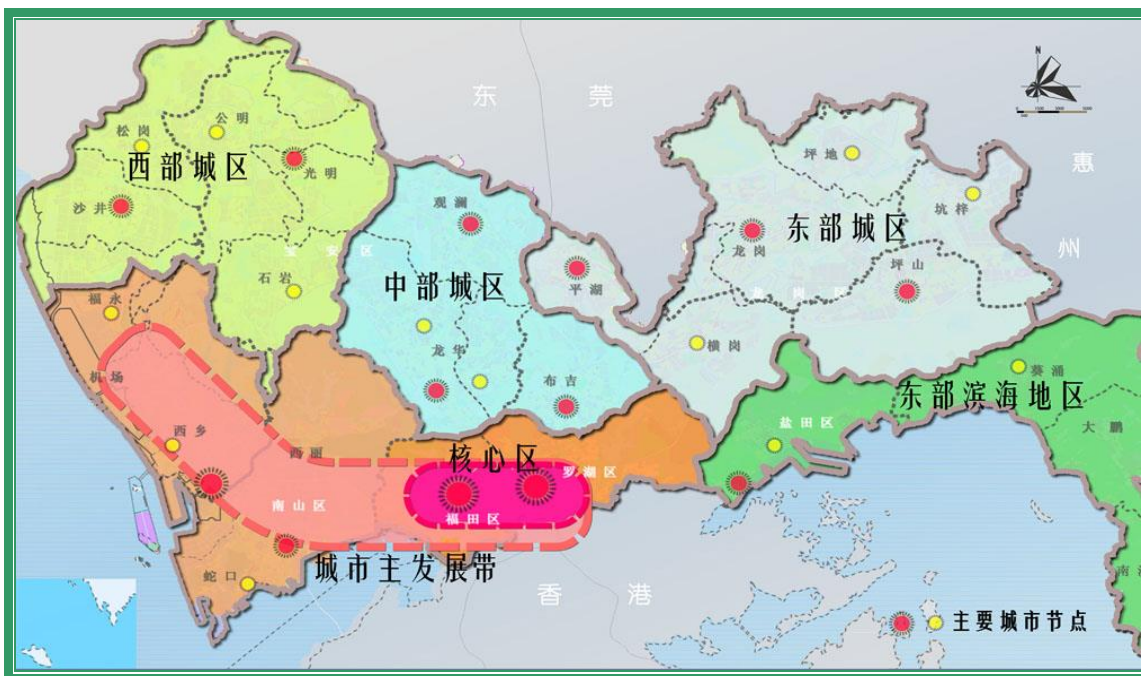 N
东 莞
惠
州
公明
松岗
坪地
西部城区
光明
坑梓
沙井
观澜
东部城区
龙岗
宝 安 区
中部城区
坪山
石岩
平湖
龙 岗 区
福永
横岗
龙华
机场
布吉
葵涌
东部滨海地区
盐田区
大鹏
西乡
西丽
核心区
罗湖区
南山区
福田区
城市主发展带
蛇口
香 港
南
主要城市节点